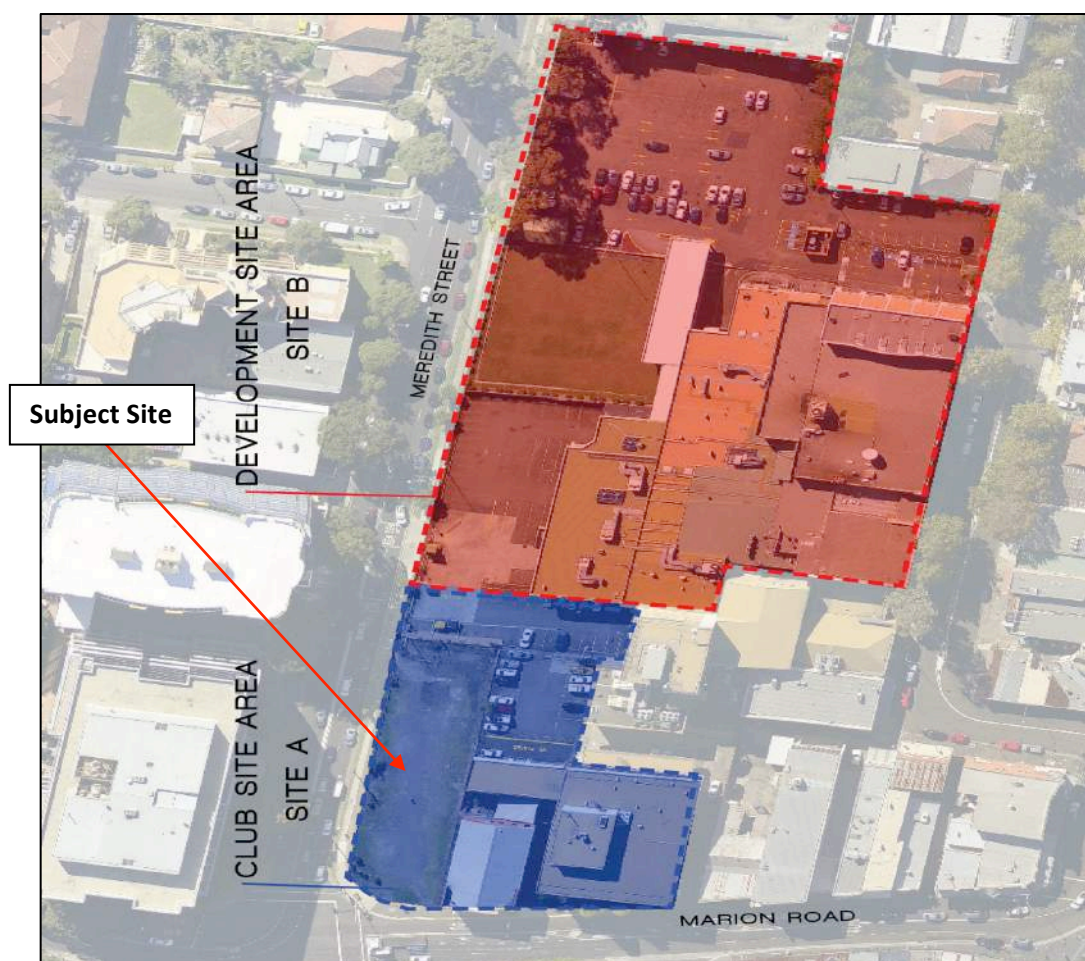 DEVELOPMENT SITE AREA
SITE B
MEREDITH STREET
Subject Site
CLUB SITE AREA
SITE A
MARION ROAD